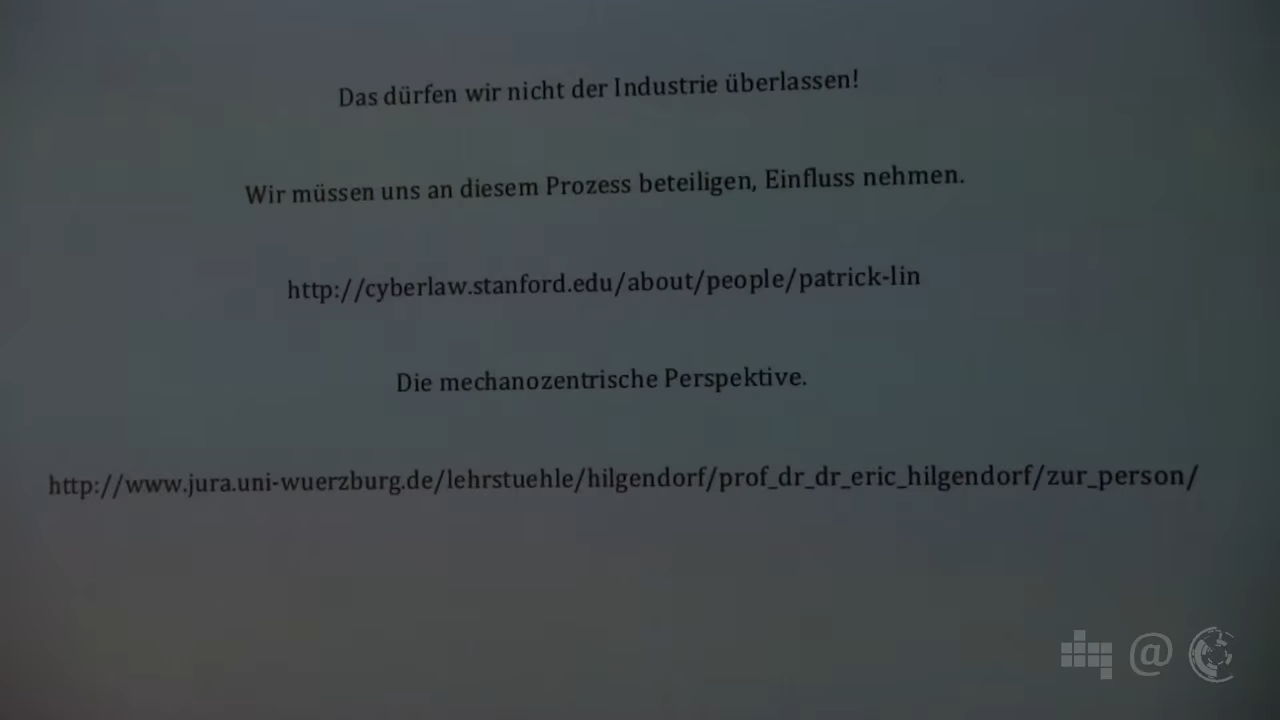 Das dürfen wir nicht der Industrie überlassen!
Wir müssen uns an diesem Prozess beteiligen, Einfluss nehmen.
http://cyberlaw.stanford.edu/about/people/patrick-lin
Die mechanozentrische Perspektive.
http://www.jura.uni-wuerzburg.de/lehrstuehle/hilgendorf/prof_dr_dr_eric_hilgendorf/zur_person/
@